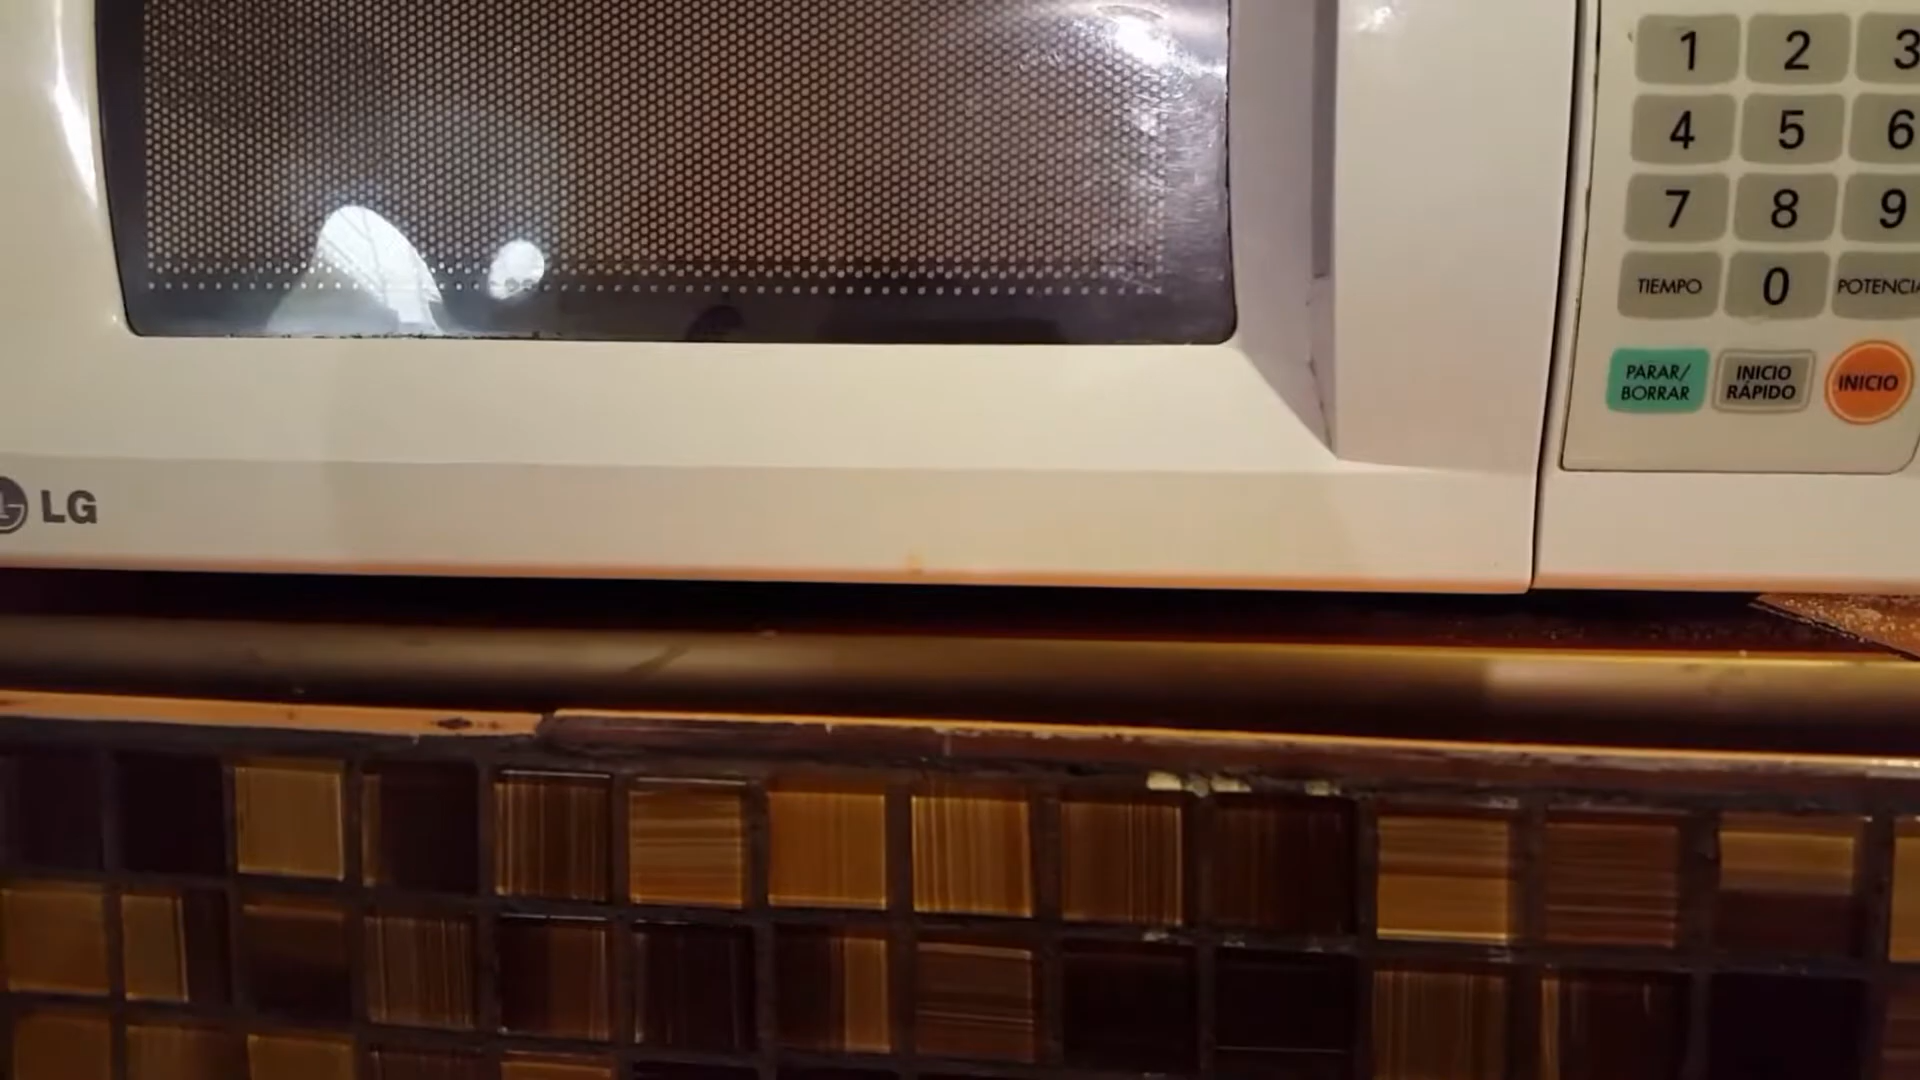 1 2 3
4 5 6
7 8 9
TIEMPO 0 POTENCIA
PARAR/
BORRAR
INICIO
RÁPIDO
INICIO
LG